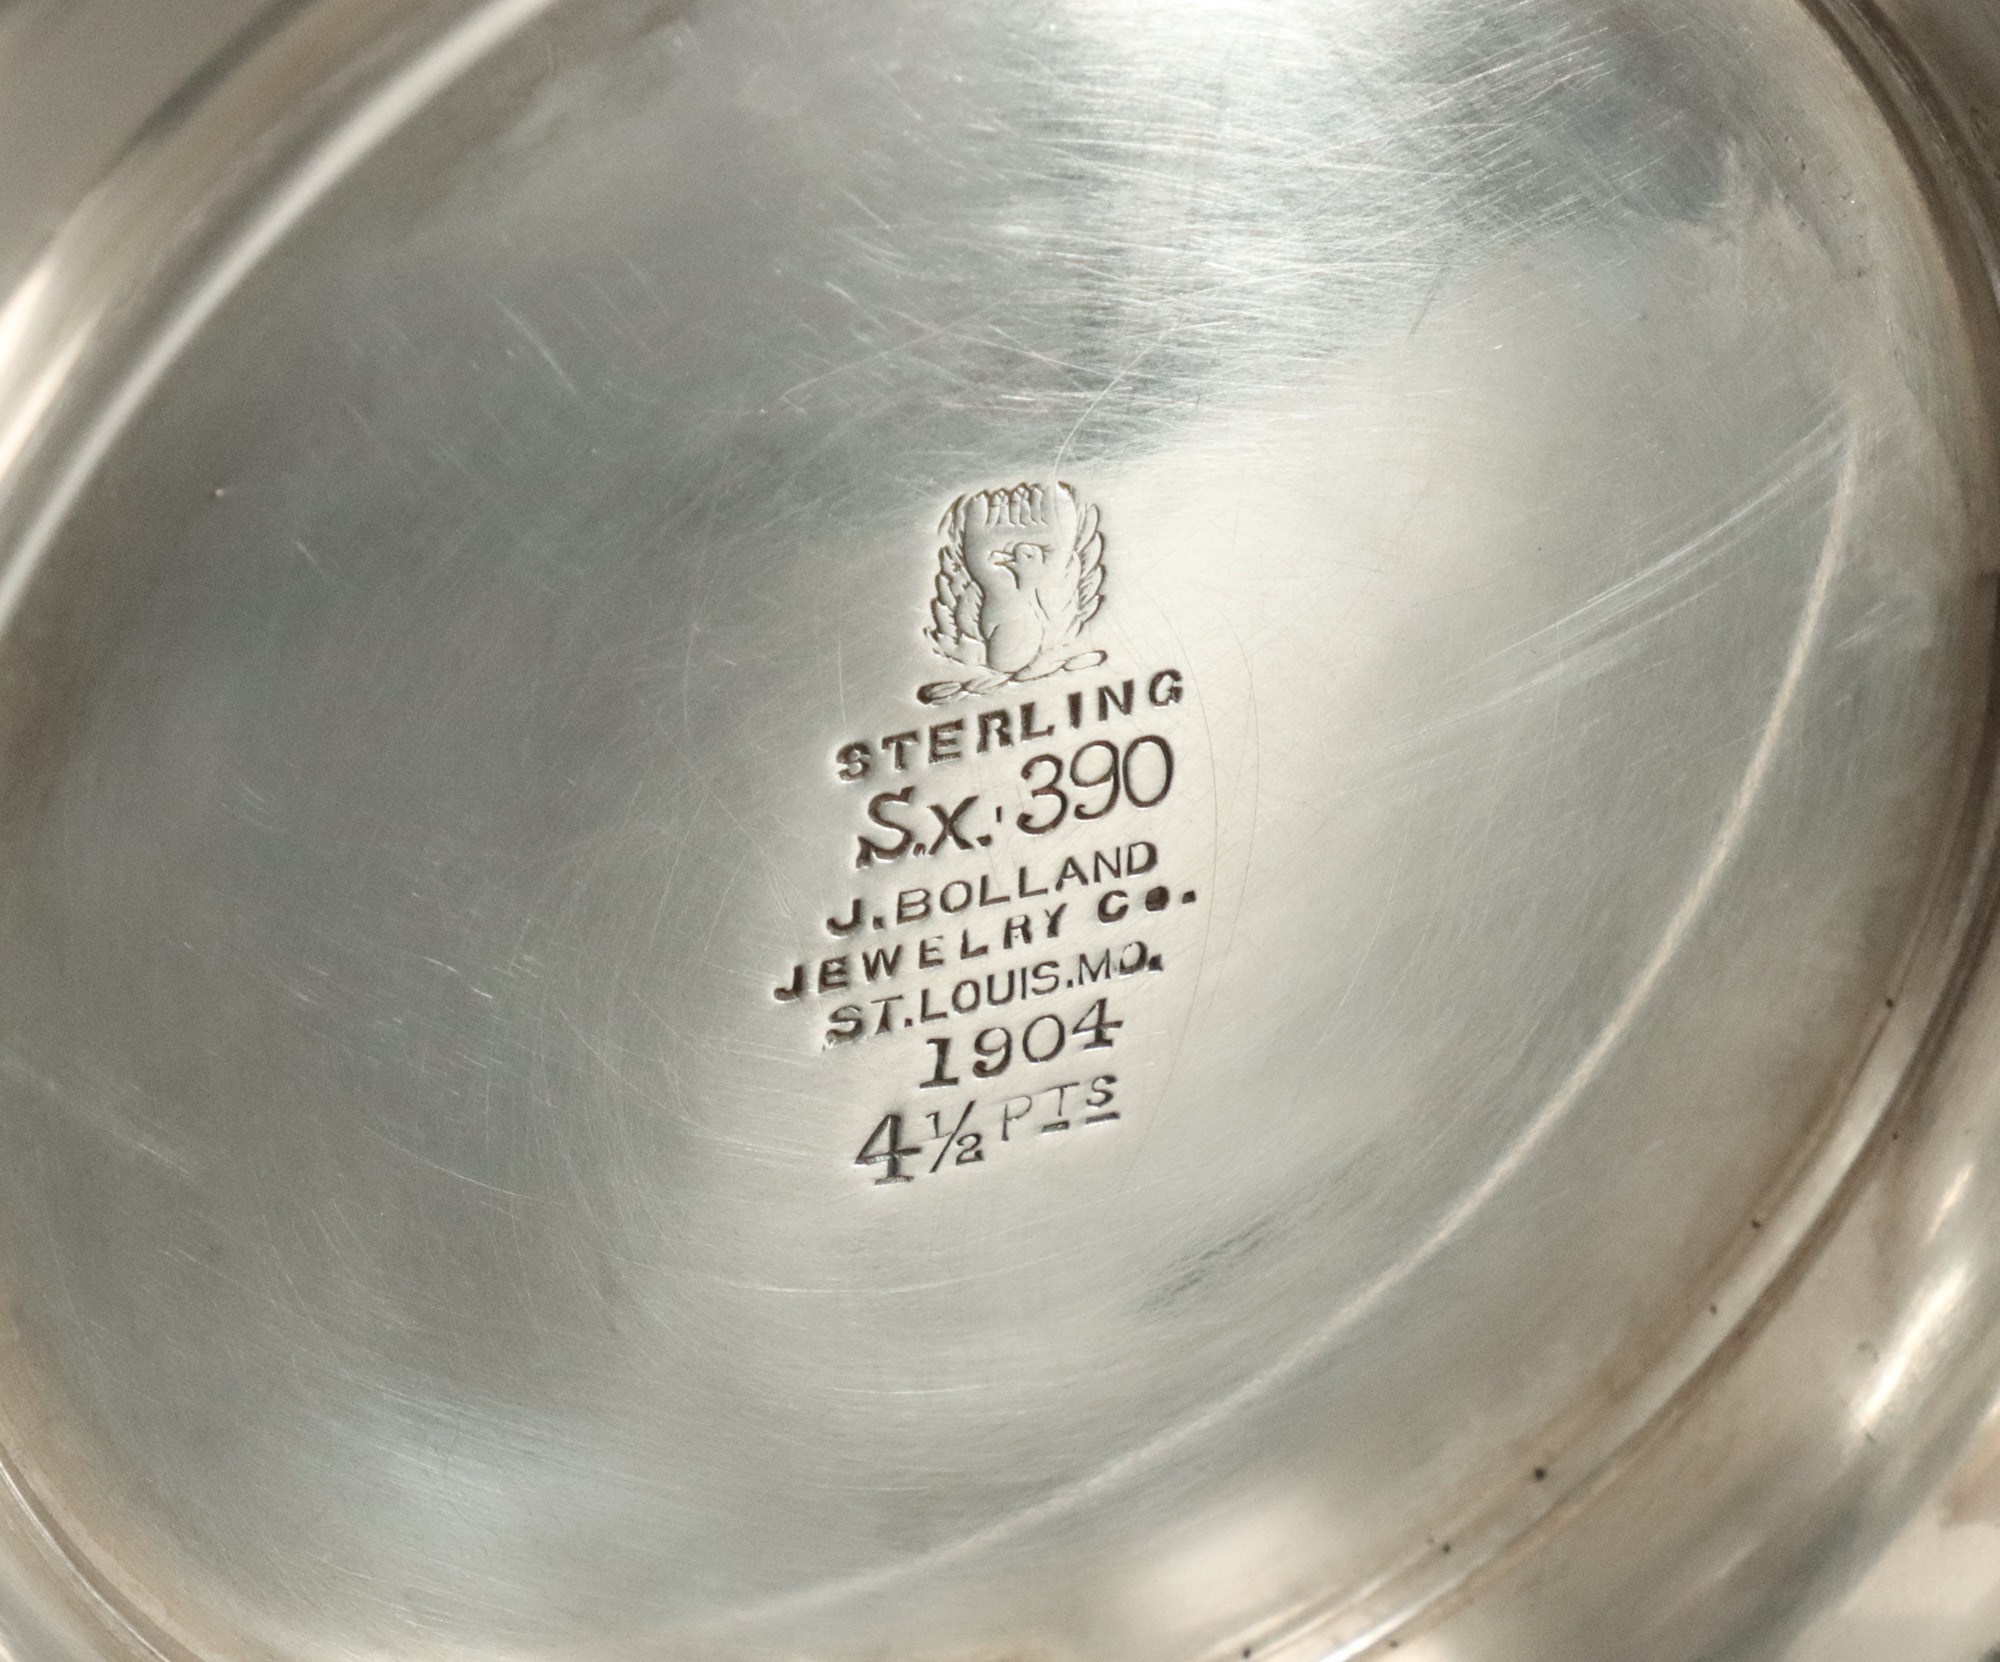 STERLING
S.X. 390
J. BOLLAND
JEWELRY Co.
ST. LOUIS. MO.
1904
4½ PTS